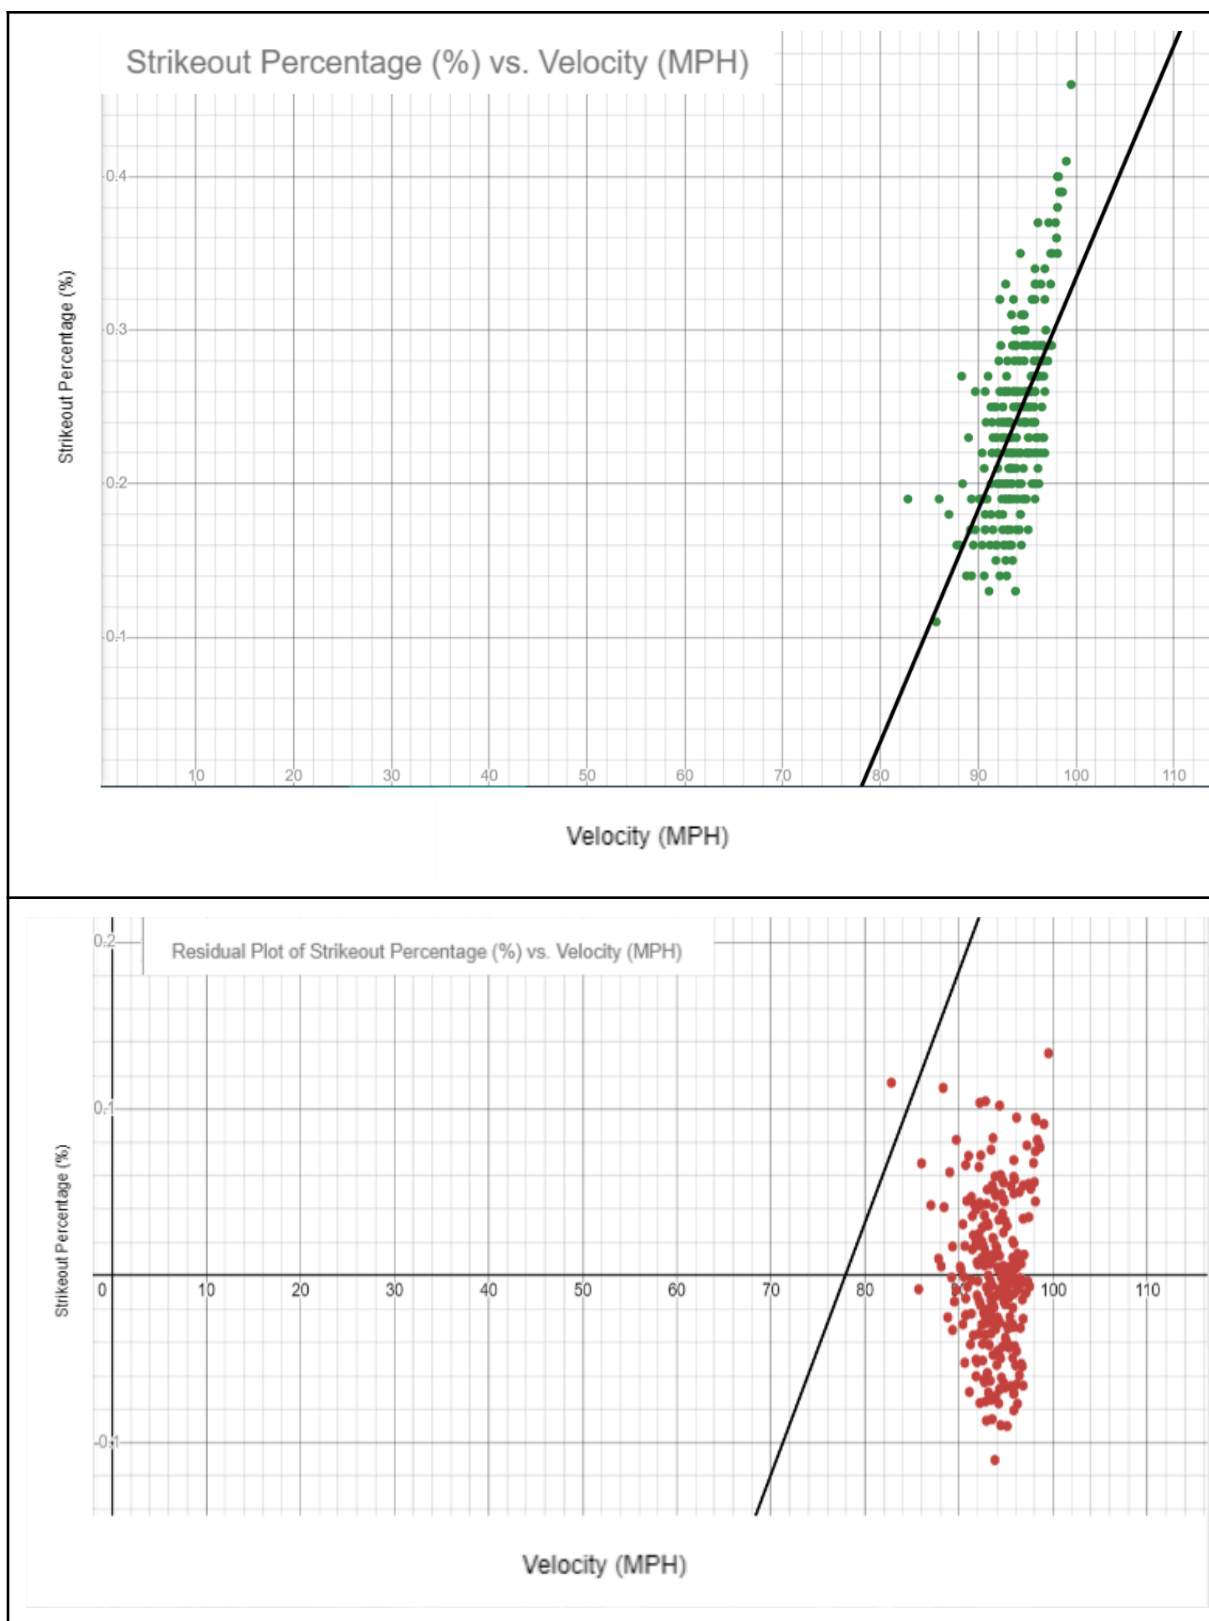 Strikeout Percentage (%) vs. Velocity (MPH)
0.4
0.3
0.2
0.1
Strikeout Percentage (%)
10 20 30 40 50 60 70 80 90 100 110
Velocity (MPH)
Residual Plot of Strikeout Percentage (%) vs. Velocity (MPH)
0.2
0.1
-0.1
Strikeout Percentage (%)
0 10 20 30 40 50 60 70 80 90 100 110
Velocity (MPH)